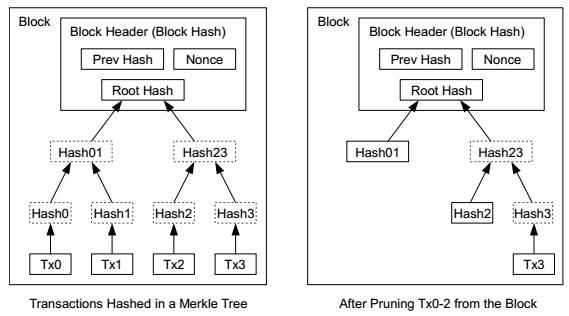 Block
Block Header (Block Hash)
Prev Hash
Nonce
Root Hash
Hash01
Hash23
Hash0
Hash1
Hash2
Hash3
Tx0
Tx1
Tx2
Tx3
Transactions Hashed in a Merkle Tree
Block
Block Header (Block Hash)
Prev Hash
Nonce
Root Hash
Hash01
Hash23
Hash2
Hash3
Tx3
After Pruning Tx0-2 from the Block